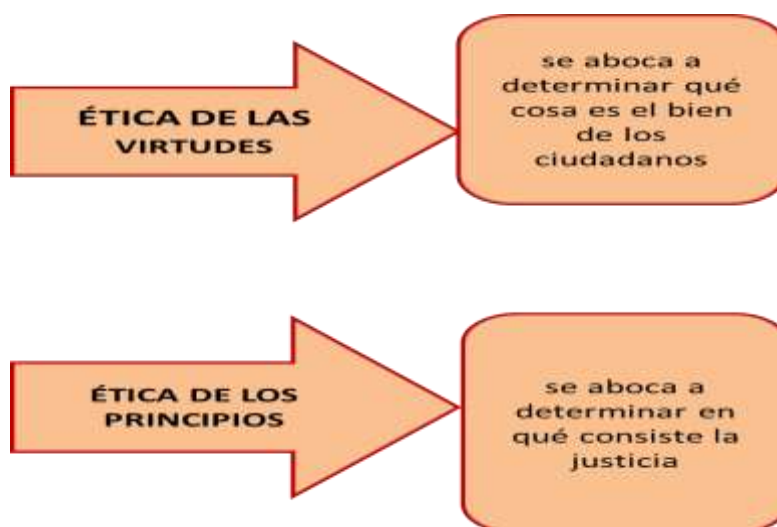 ÉTICA DE LAS
VIRTUDES
se aboca a
determinar qué
cosa es el bien
de los
ciudadanos
ÉTICA DE LOS
PRINCIPIOS
se aboca a
determinar en
qué consiste la
justicia